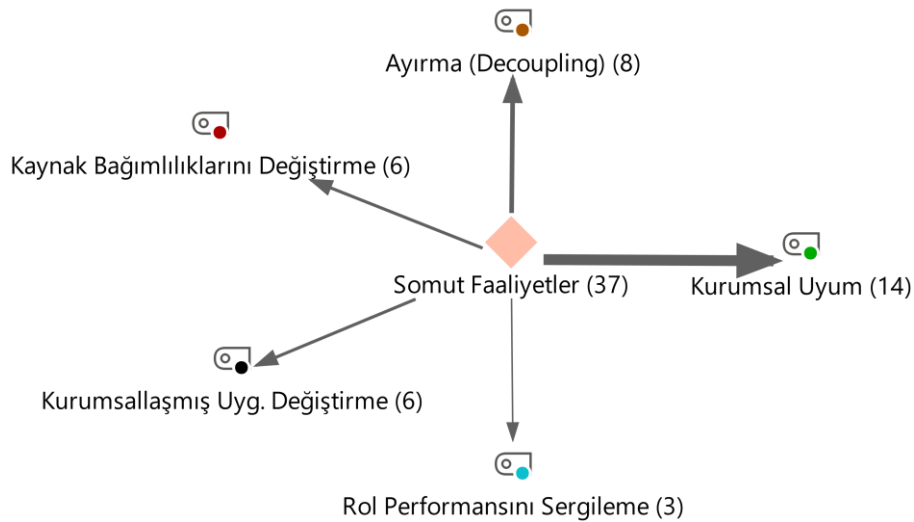 Ayırma (Decoupling) (8)
Kaynak Bağımlılıklarını Değiştirme (6)
Somut Faaliyetler (37)
Kurumsal Uyum (14)
Kurumsallaşmış Uyg. Değiştirme (6)
Rol Performansını Sergileme (3)